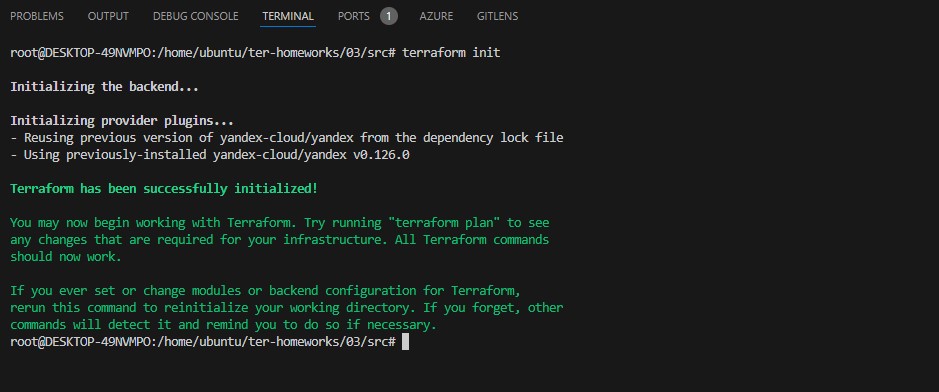 PROBLEMS OUTPUT DEBUG CONSOLE TERMINAL PORTS 1 AZURE GITLENS
root@DESKTOP-49NVMPO:/home/ubuntu/ter-homeworks/03/src# terraform init
Initializing the backend...
Initializing provider plugins...
- Reusing previous version of yandex-cloud/yandex from the dependency lock file
- Using previously-installed yandex-cloud/yandex v0.126.0
Terraform has been successfully initialized!
You may now begin working with Terraform. Try running "terraform plan" to see
any changes that are required for your infrastructure. All Terraform commands
should now work.
If you ever set or change modules or backend configuration for Terraform,
rerun this command to reinitialize your working directory. If you forget, other
commands will detect it and remind you to do so if necessary.
root@DESKTOP-49NVMPO:/home/ubuntu/ter-homeworks/03/src#